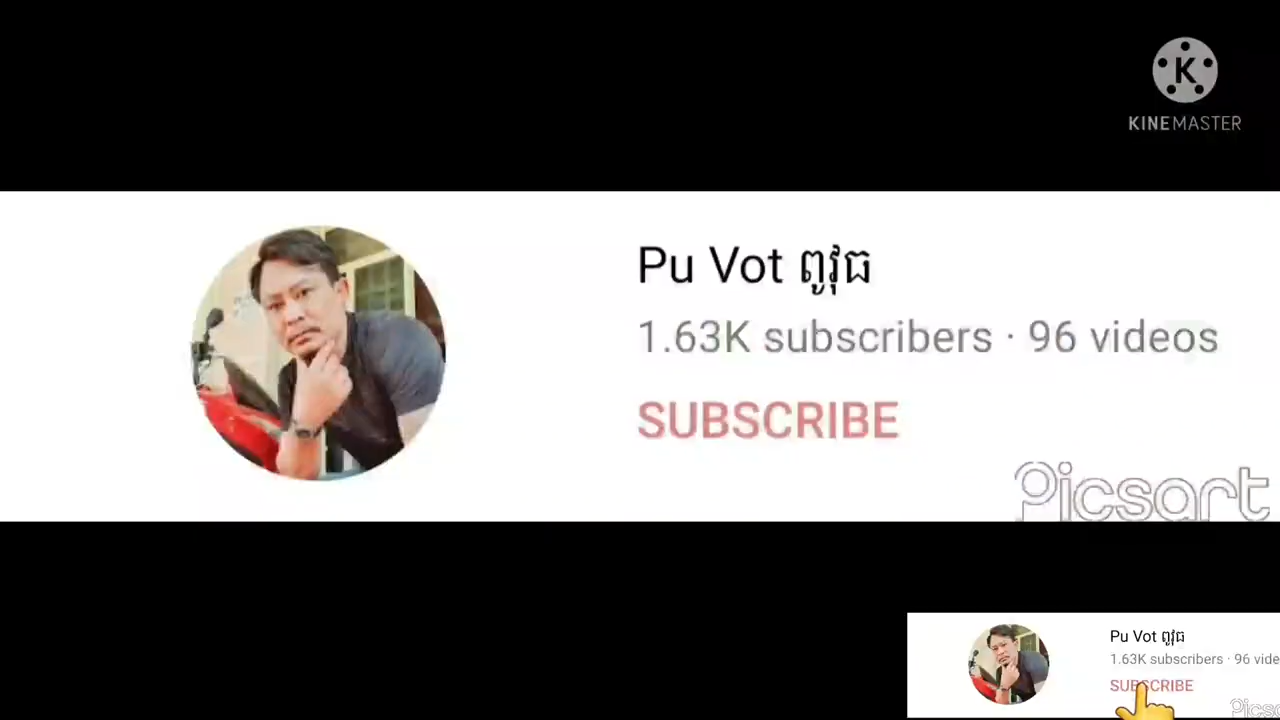 K
KINEMASTER
Pu Vot ពូវុធ
1.63K subscribers · 96 videos
SUBSCRIBE
Picsart
Pu Vot ពូវុធ
1.63K subscribers · 96 vide
SUBSCRIBE
Picsa